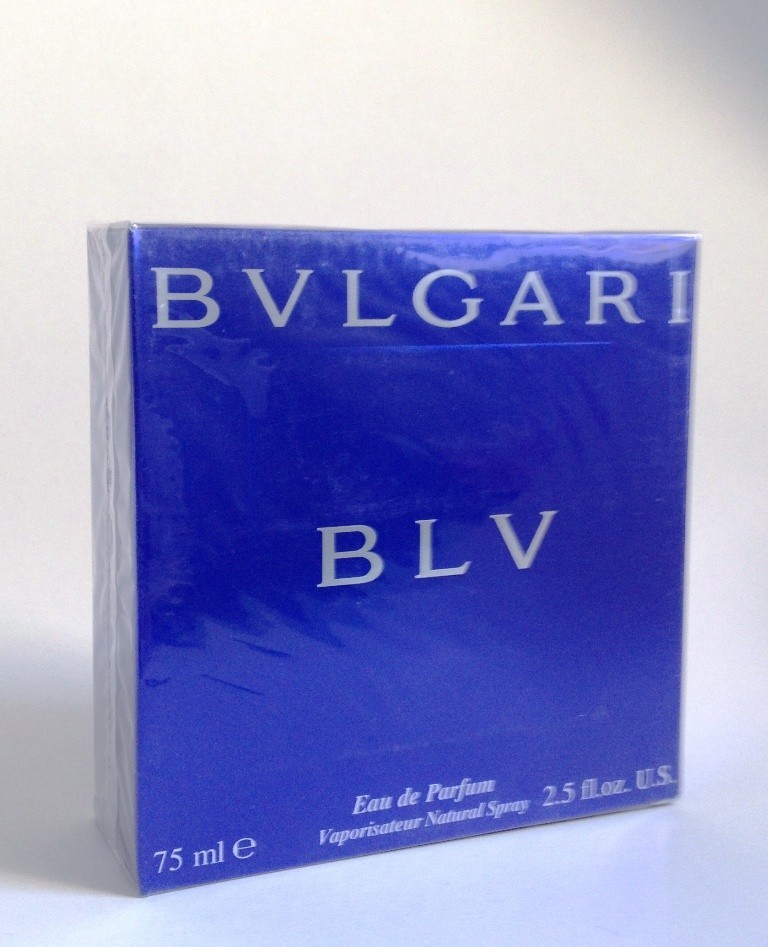 BVLGARI
BLV
Eau de Parfum
Vaporisateur Natural Spray
75 ml ℮ 2.5 fl.oz. U.S.